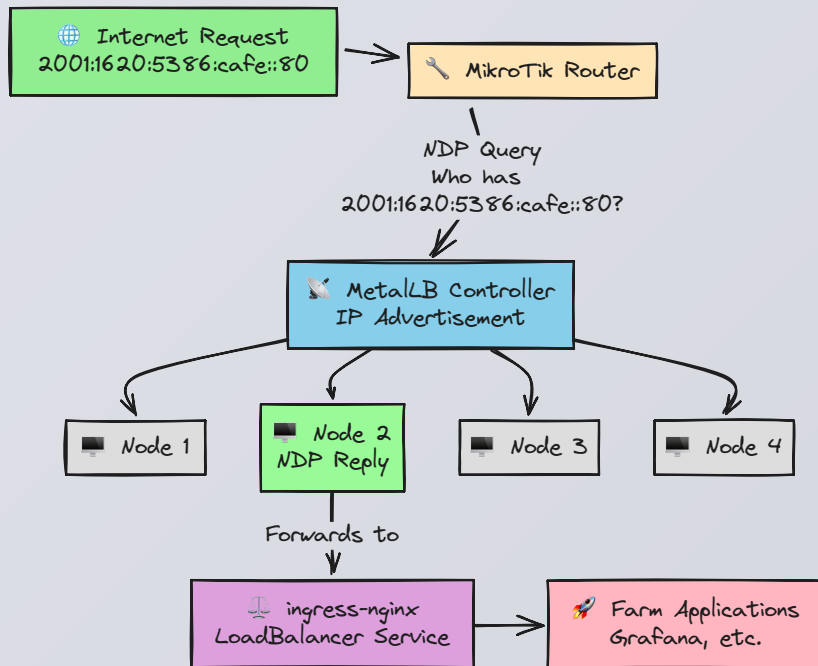 Internet Request
2001:1620:5386:cafe::80
MikroTik Router
NDP Query
Who has
2001:1620:5386:cafe::80?
MetalLB Controller
IP Advertisement
Node 1
Node 2
NDP Reply
Node 3
Node 4
Forwards to
ingress-nginx
LoadBalancer Service
Farm Applications
Grafana, etc.